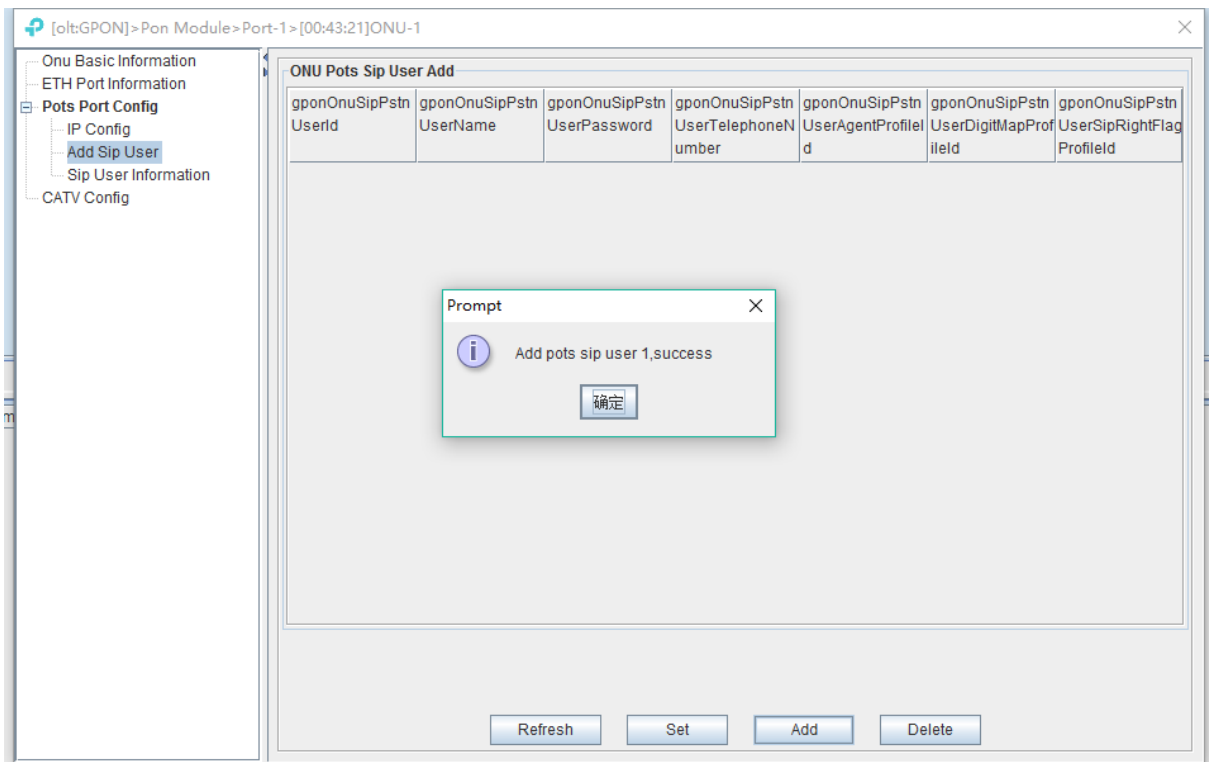 [olt:GPON]>Pon Module>Port-1>[00:43:21]ONU-1
Onu Basic Information
ETH Port Information
Pots Port Config
IP Config
Add Sip User
Sip User Information
CATV Config
ONU Pots Sip User Add
gponOnuSipPstn gponOnuSipPstn gponOnuSipPstn gponOnuSipPstn gponOnuSipPstn gponOnuSipPstn gponOnuSipPstn
UserId UserName UserPassword UserTelephoneN UserAgentProfileI UserDigitMapProf UserSipRightFlag
umber d ileId ProfileId
Prompt
Add pots sip user 1,success
确定
m
Refresh Set Add Delete